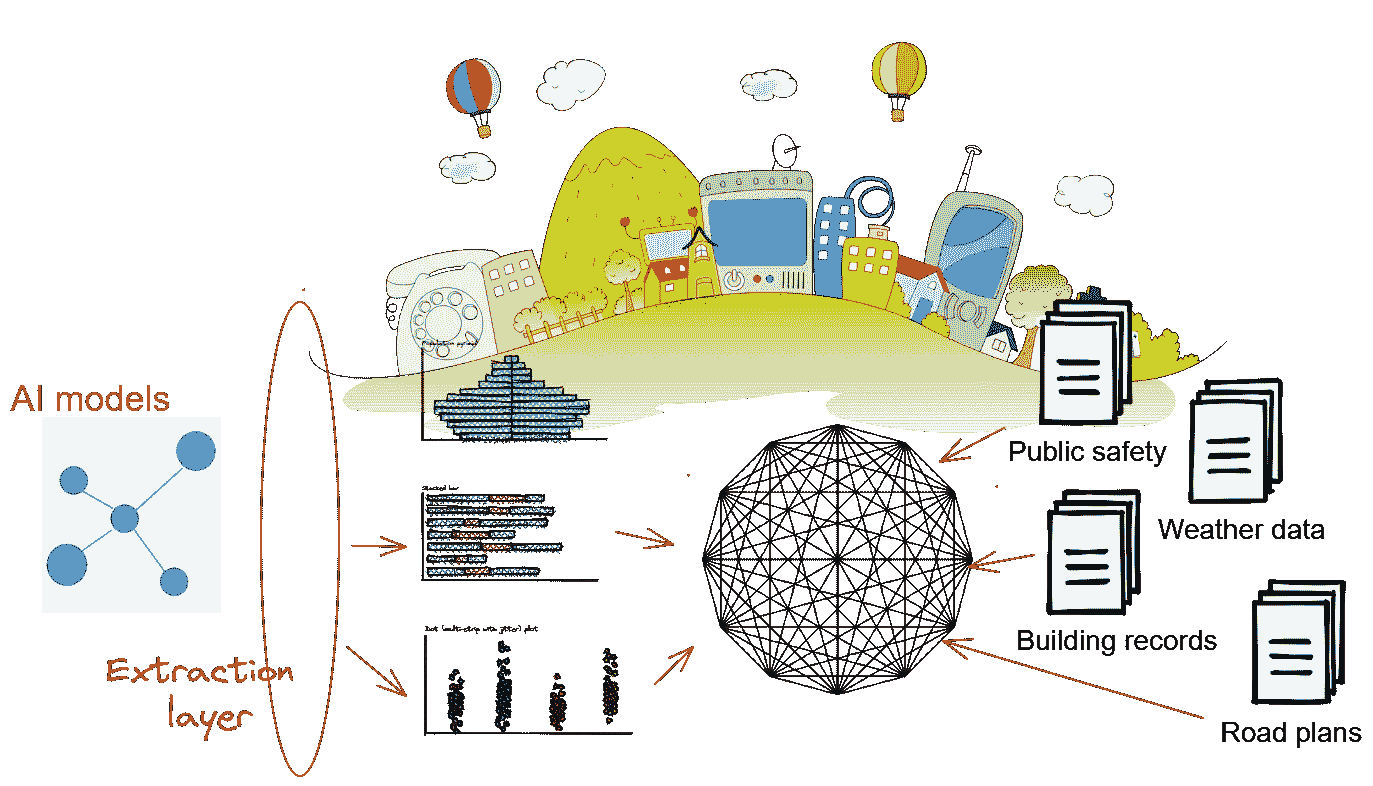 Population pyramid
AI models
Public safety
Stacked bar
Weather data
Dot (multi-strip with jitter) plot
Building records
Extraction
layer
Road plans